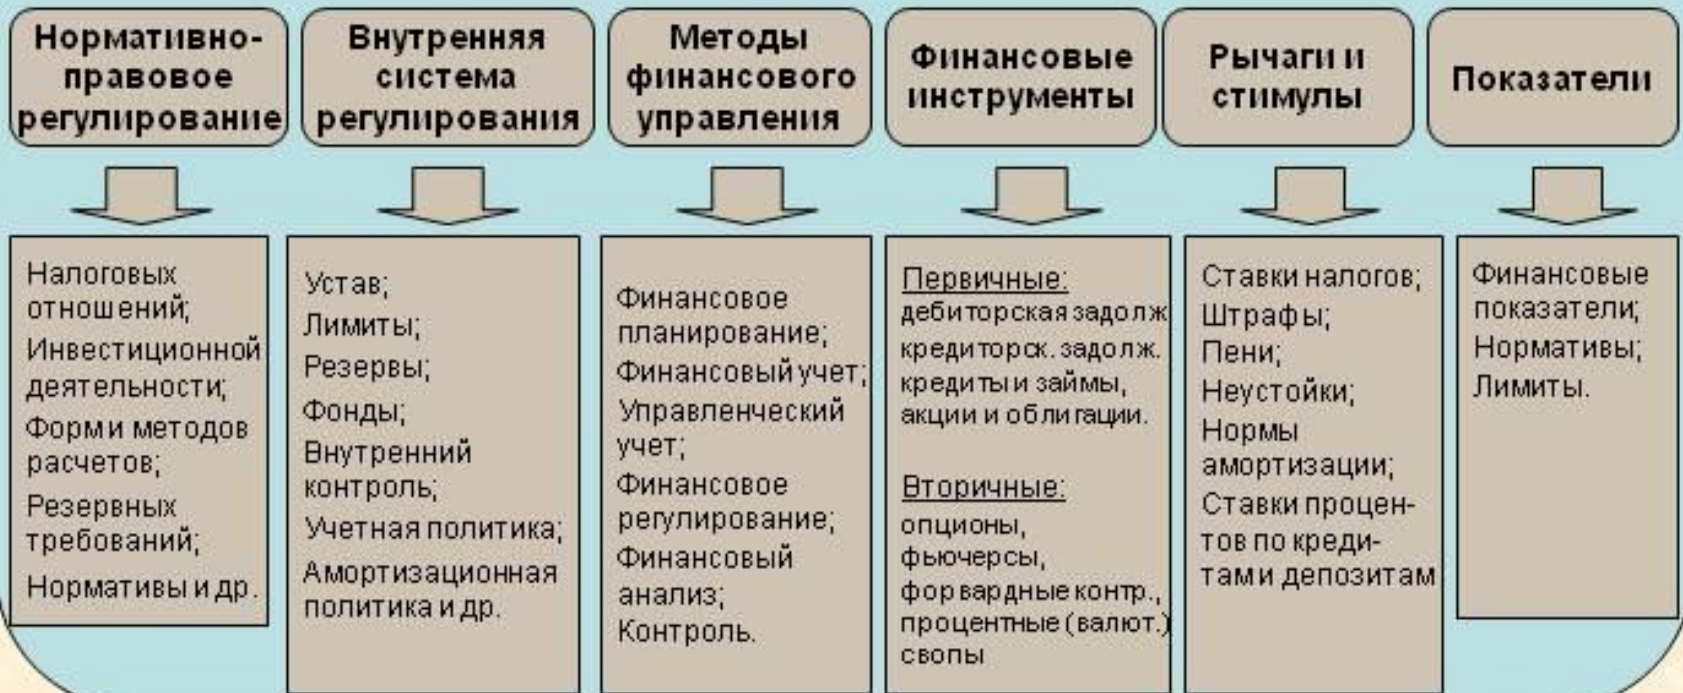 Нормативно-
правовое
регулирование
Внутренняя
система
регулирования
Методы
финансового
управления
Финансовые
инструменты
Рычаги и
стимулы
Показатели
Налоговых
отношений;
Инвестиционной
деятельности;
Форм и методов
расчетов;
Резервных
требований;
Нормативы и др.
Устав;
Лимиты;
Резервы;
Фонды;
Внутренний
контроль;
Учетная политика;
Амортизационная
политика и др.
Финансовое
планирование;
Финансовый учет;
Управленческий
учет;
Финансовое
регулирование;
Финансовый
анализ;
Контроль.
Первичные:
дебиторская задолж
кредиторск. задолж.
кредиты и займы,
акции и облигации.
Вторичные:
опционы,
фьючерсы,
форвардные контр.,
процентные (валют.)
свопы
Ставки налогов;
Штрафы;
Пени;
Неустойки;
Нормы
амортизации;
Ставки процен-
тов по креди-
там и депозитам
Финансовые
показатели;
Нормативы;
Лимиты.